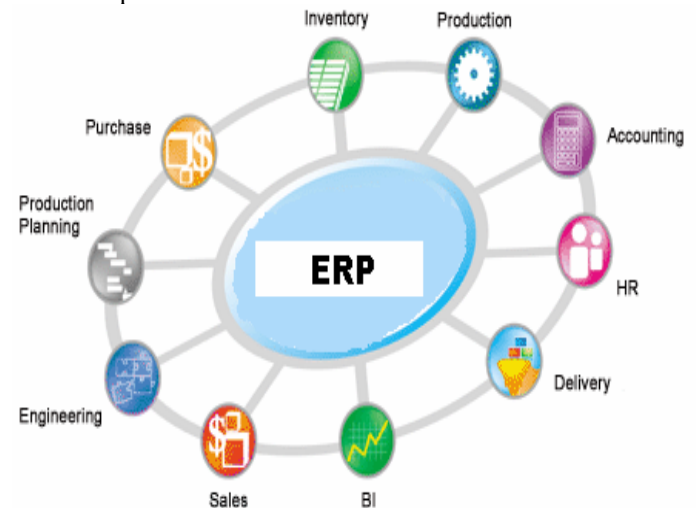 Inventory
Production
Purchase
Accounting
Production
Planning
ERP
HR
Delivery
Engineering
Sales
BI